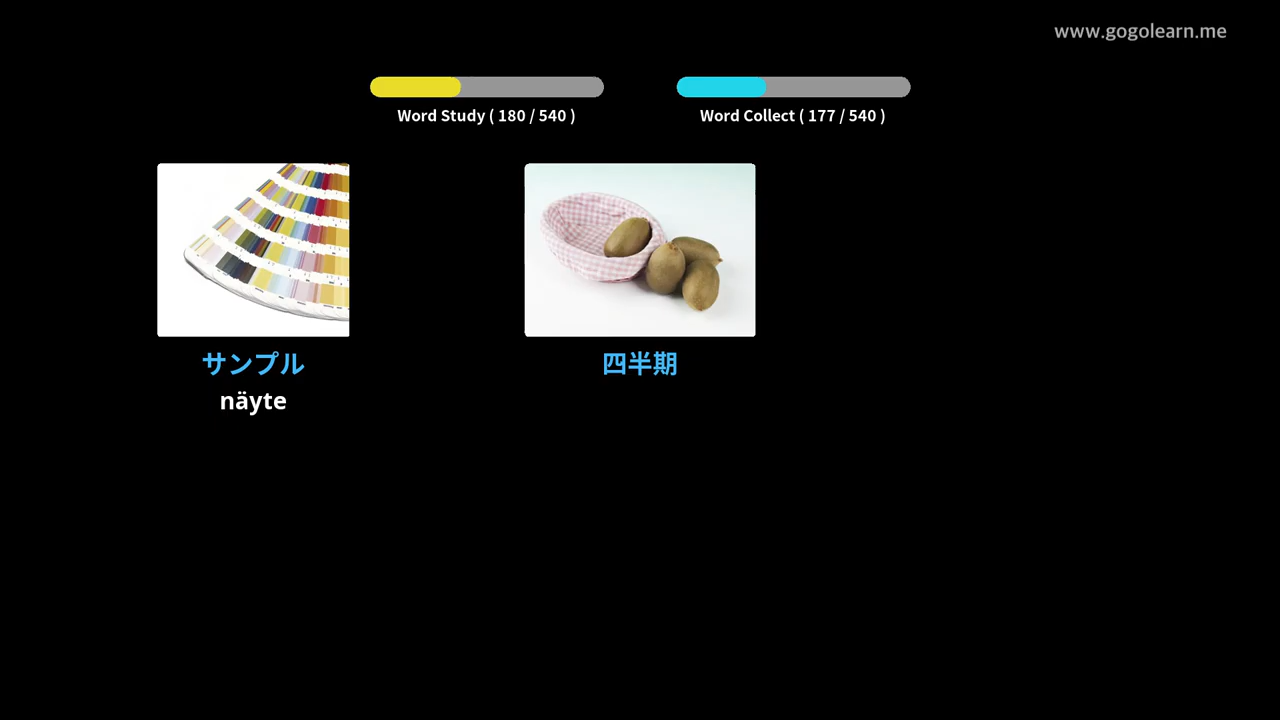 www.gogolearn.me
Word Study ( 180 / 540 )
Word Collect ( 177 / 540 )
サンプル
näyte
四半期